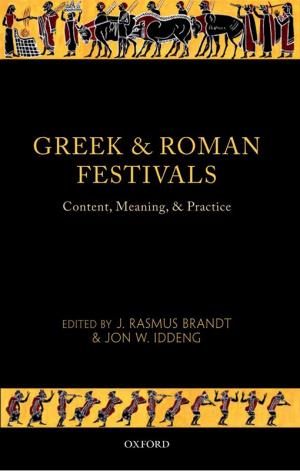 GREEK & ROMAN
FESTIVALS
Content, Meaning, & Practice
EDITED BY J. RASMUS BRANDT
& JON W. IDDENG
OXFORD